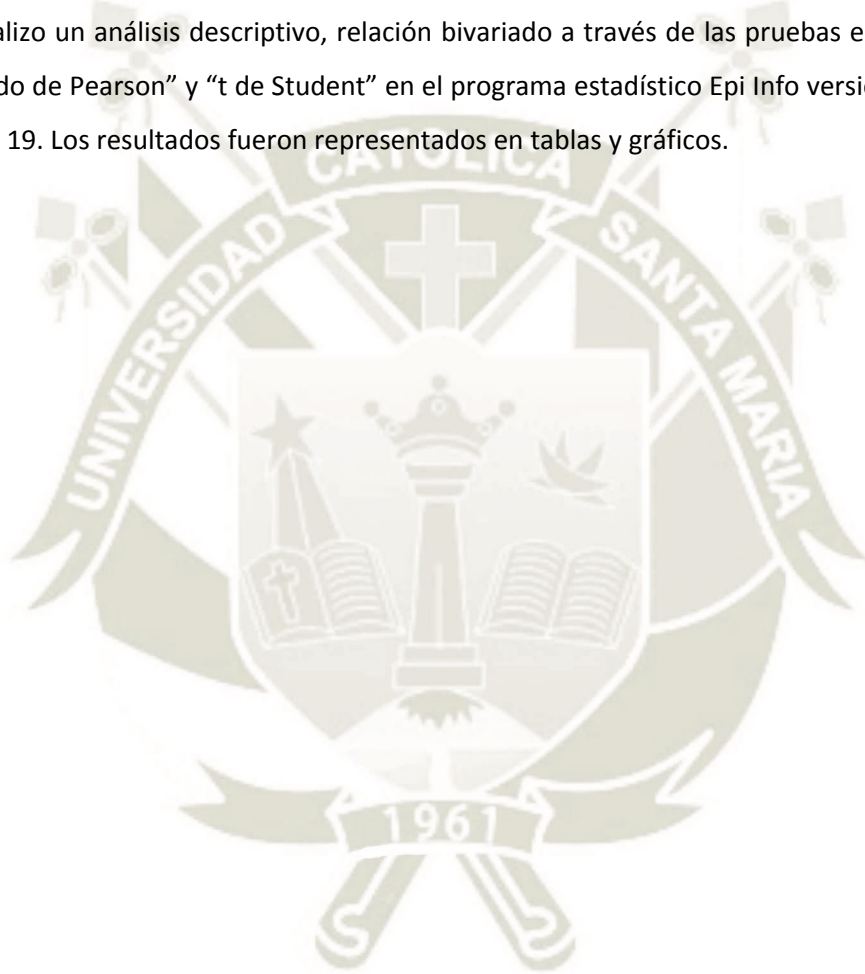 alizo un análisis descriptivo, relación bivariado a través de las pruebas e
do de Pearson” y “t de Student” en el programa estadístico Epi Info versi
19. Los resultados fueron representados en tablas y gráficos.
CATOLICA
UNIVERSIDAD
SANTA MARIA
1961